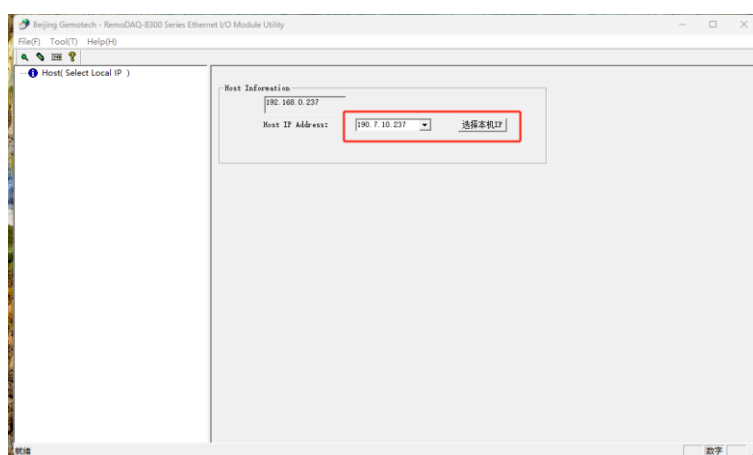 Beijing Gemotech - RemoDAQ-8300 Series Ethernet I/O Module Utility
File(F) Tool(T) Help(H)
Host( Select Local IP )
Host Information
192.168.0.237
Host IP Address: 190.7.10.237 选择本机IP
就绪 数字